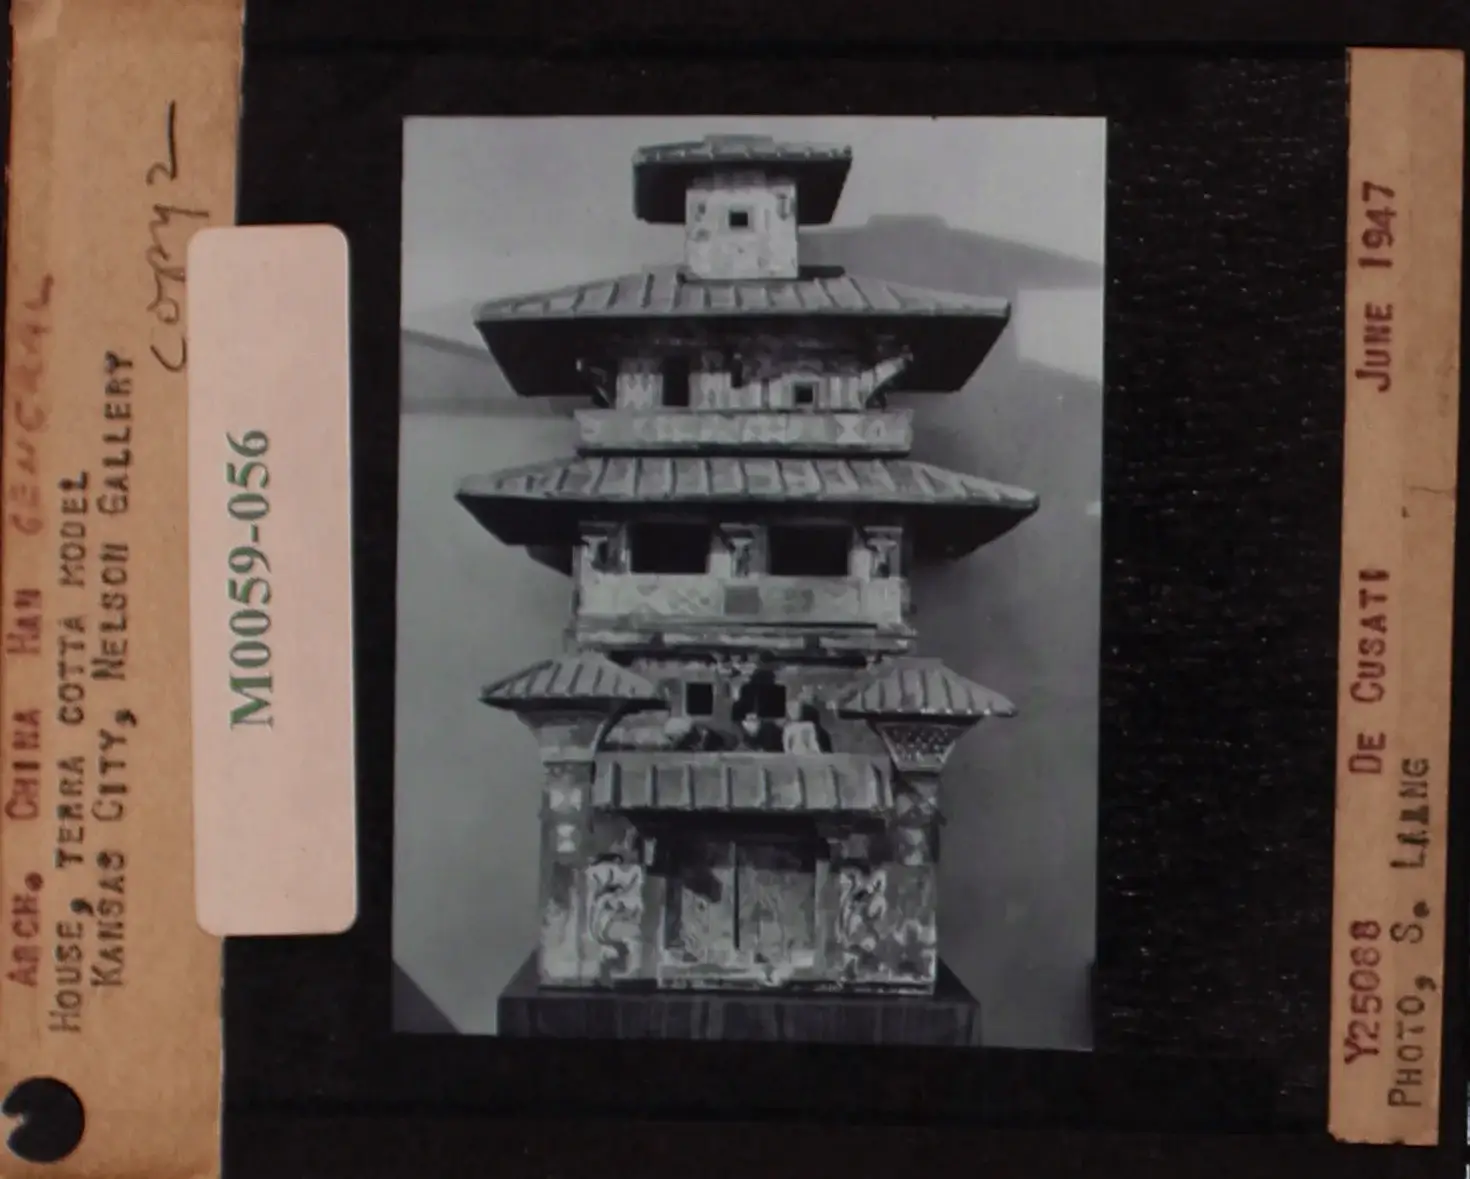 ARCH. CHINA HAN GENERAL
HOUSE, TERRA COTTA MODEL
KANSAS CITY, NELSON GALLERY
Copy 2
M0059-056
Y25088 DE CUSATI JUNE 1947
PHOTO, S. LIANG